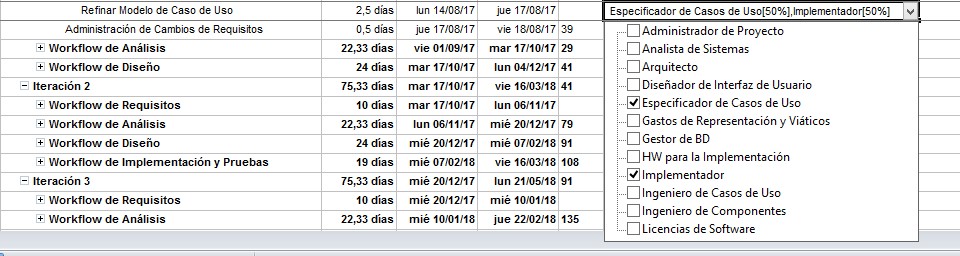 Refinar Modelo de Caso de Uso 2,5 días lun 14/08/17 jue 17/08/17 Especificador de Casos de Uso[50%],Implementador[50%]
Administración de Cambios de Requisitos 0,5 días jue 17/08/17 vie 18/08/17 39
Workflow de Análisis 22,33 días vie 01/09/17 mar 17/10/17 29
Workflow de Diseño 24 días mar 17/10/17 lun 04/12/17 41
Iteración 2 75,33 días mar 17/10/17 vie 16/03/18 41
Workflow de Requisitos 10 días mar 17/10/17 lun 06/11/17
Workflow de Análisis 22,33 días lun 06/11/17 mié 20/12/17 79
Workflow de Diseño 24 días mié 20/12/17 mié 07/02/18 91
Workflow de Implementación y Pruebas 19 días mié 07/02/18 vie 16/03/18 108
Iteración 3 75,33 días mié 20/12/17 lun 21/05/18 91
Workflow de Requisitos 10 días mié 20/12/17 mié 10/01/18
Workflow de Análisis 22,33 días mié 10/01/18 jue 22/02/18 135
Administrador de Proyecto
Analista de Sistemas
Arquitecto
Diseñador de Interfaz de Usuario
Especificador de Casos de Uso
Gastos de Representación y Viáticos
Gestor de BD
HW para la Implementación
Implementador
Ingeniero de Casos de Uso
Ingeniero de Componentes
Licencias de Software